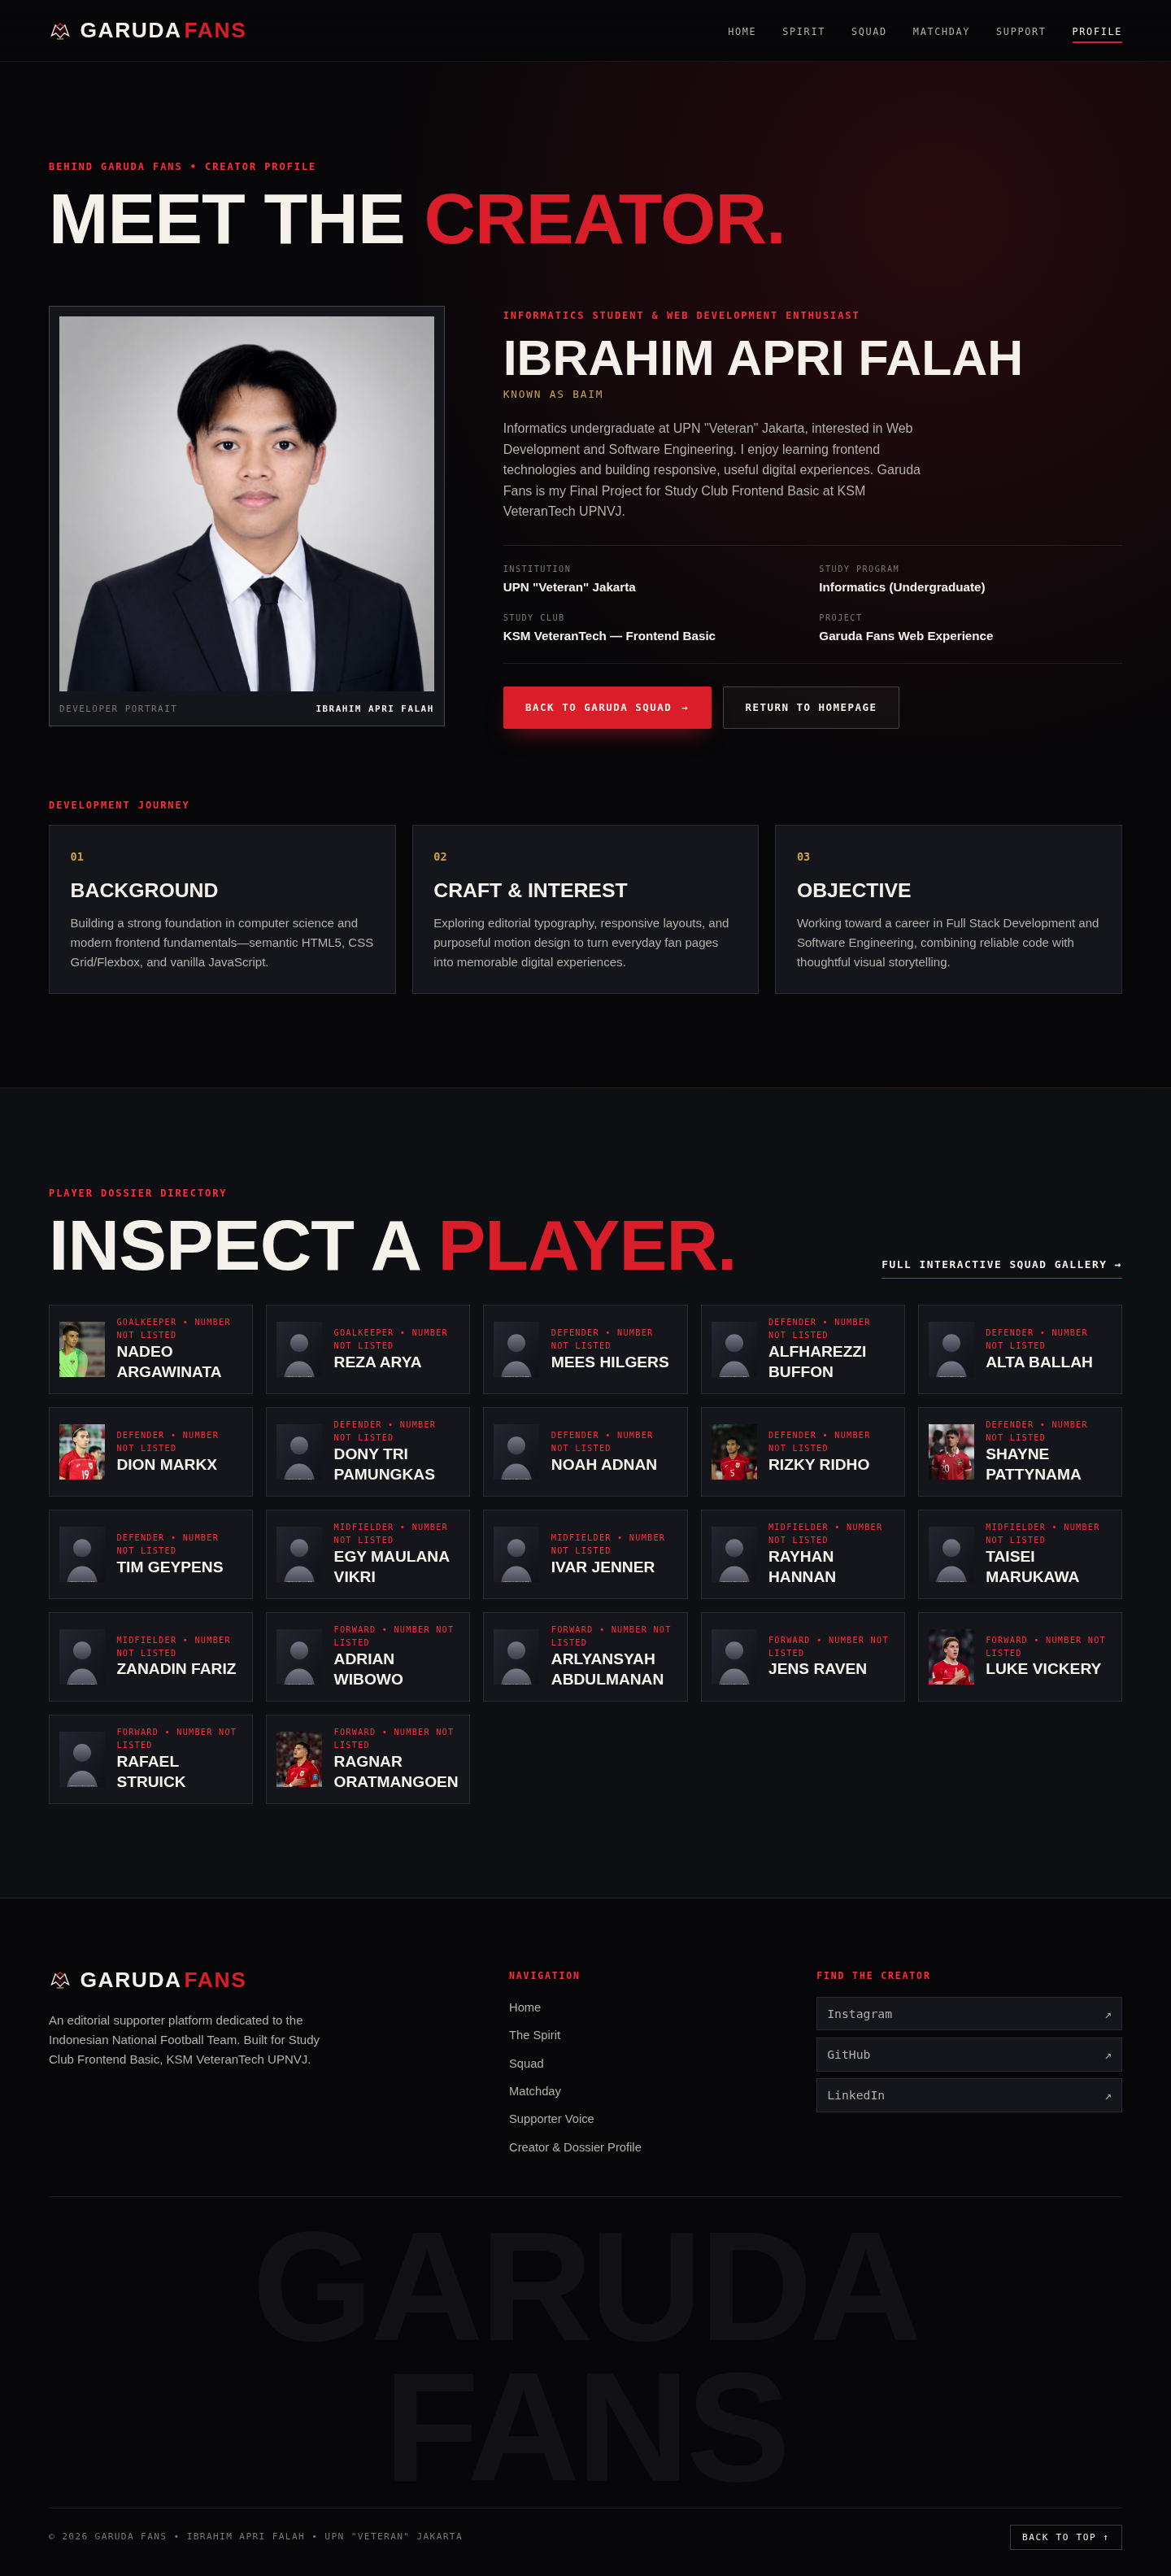 GARUDA FANS
HOME SPIRIT SQUAD MATCHDAY SUPPORT PROFILE
BEHIND GARUDA FANS • CREATOR PROFILE
MEET THE CREATOR.
DEVELOPER PORTRAIT IBRAHIM APRI FALAH
INFORMATICS STUDENT & WEB DEVELOPMENT ENTHUSIAST
IBRAHIM APRI FALAH
KNOWN AS BAIM
Informatics undergraduate at UPN "Veteran" Jakarta, interested in Web
Development and Software Engineering. I enjoy learning frontend
technologies and building responsive, useful digital experiences. Garuda
Fans is my Final Project for Study Club Frontend Basic at KSM
VeteranTech UPNVJ.
INSTITUTION
UPN "Veteran" Jakarta
STUDY PROGRAM
Informatics (Undergraduate)
STUDY CLUB
KSM VeteranTech — Frontend Basic
PROJECT
Garuda Fans Web Experience
BACK TO GARUDA SQUAD →
RETURN TO HOMEPAGE
DEVELOPMENT JOURNEY
01
BACKGROUND
Building a strong foundation in computer science and
modern frontend fundamentals—semantic HTML5, CSS
Grid/Flexbox, and vanilla JavaScript.
02
CRAFT & INTEREST
Exploring editorial typography, responsive layouts, and
purposeful motion design to turn everyday fan pages
into memorable digital experiences.
03
OBJECTIVE
Working toward a career in Full Stack Development and
Software Engineering, combining reliable code with
thoughtful visual storytelling.
PLAYER DOSSIER DIRECTORY
INSPECT A PLAYER.
FULL INTERACTIVE SQUAD GALLERY →
GOALKEEPER • NUMBER
NOT LISTED
NADEO
ARGAWINATA
GOALKEEPER • NUMBER
NOT LISTED
REZA ARYA
DEFENDER • NUMBER
NOT LISTED
MEES HILGERS
DEFENDER • NUMBER
NOT LISTED
ALFHAREZZI
BUFFON
DEFENDER • NUMBER
NOT LISTED
ALTA BALLAH
DEFENDER • NUMBER
NOT LISTED
DION MARKX
DEFENDER • NUMBER
NOT LISTED
DONY TRI
PAMUNGKAS
DEFENDER • NUMBER
NOT LISTED
NOAH ADNAN
DEFENDER • NUMBER
NOT LISTED
RIZKY RIDHO
DEFENDER • NUMBER
NOT LISTED
SHAYNE
PATTYNAMA
DEFENDER • NUMBER
NOT LISTED
TIM GEYPENS
MIDFIELDER • NUMBER
NOT LISTED
EGY MAULANA
VIKRI
MIDFIELDER • NUMBER
NOT LISTED
IVAR JENNER
MIDFIELDER • NUMBER
NOT LISTED
RAYHAN
HANNAN
MIDFIELDER • NUMBER
NOT LISTED
TAISEI
MARUKAWA
MIDFIELDER • NUMBER
NOT LISTED
ZANADIN FARIZ
FORWARD • NUMBER NOT
LISTED
ADRIAN
WIBOWO
FORWARD • NUMBER NOT
LISTED
ARLYANSYAH
ABDULMANAN
FORWARD • NUMBER NOT
LISTED
JENS RAVEN
FORWARD • NUMBER NOT
LISTED
LUKE VICKERY
FORWARD • NUMBER NOT
LISTED
RAFAEL
STRUICK
FORWARD • NUMBER NOT
LISTED
RAGNAR
ORATMANGOEN
GARUDA FANS
An editorial supporter platform dedicated to the
Indonesian National Football Team. Built for Study
Club Frontend Basic, KSM VeteranTech UPNVJ.
NAVIGATION
Home
The Spirit
Squad
Matchday
Supporter Voice
Creator & Dossier Profile
FIND THE CREATOR
Instagram ↗
GitHub ↗
LinkedIn ↗
GARUDA
FANS
© 2026 GARUDA FANS • IBRAHIM APRI FALAH • UPN "VETERAN" JAKARTA
BACK TO TOP ↑